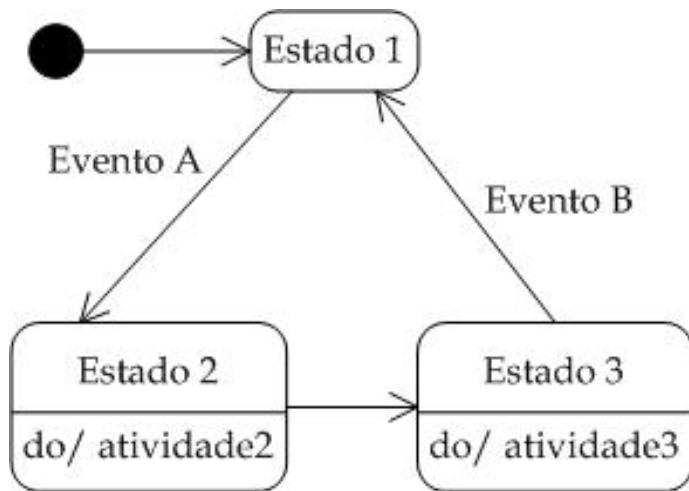 Estado 1
Evento A
Evento B
Estado 2
do/ atividade2
Estado 3
do/ atividade3